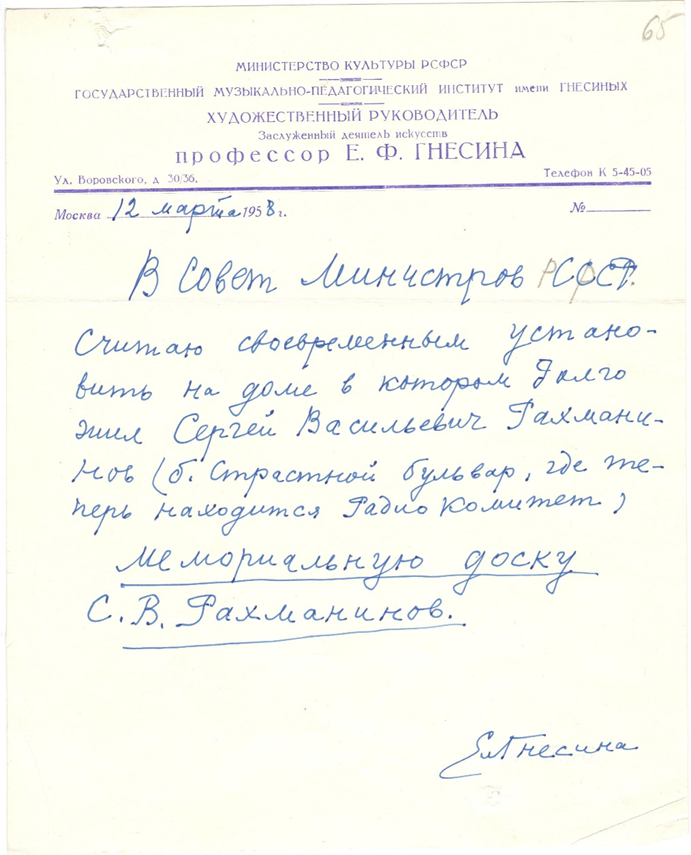 65
МИНИСТЕРСТВО КУЛЬТУРЫ РСФСР
ГОСУДАРСТВЕННЫЙ МУЗЫКАЛЬНО-ПЕДАГОГИЧЕСКИЙ ИНСТИТУТ имени ГНЕСИНЫХ
ХУДОЖЕСТВЕННЫЙ РУКОВОДИТЕЛЬ
Заслуженный деятель искусств
профессор Е. Ф. ГНЕСИНА
Ул. Воровского, д 30/36. Телефон К 5-45-05
Москва 12 марта 1958 г. №
В Совет Министров РСФСР.
Считаю своевременным устано-
вить на доме в котором долго
жил Сергей Васильевич Рахмани-
нов (б. Страстной бульвар, где те-
перь находится Радио Комитет)
мемориальную доску
С. В. Рахманинов.
Ел Гнесина